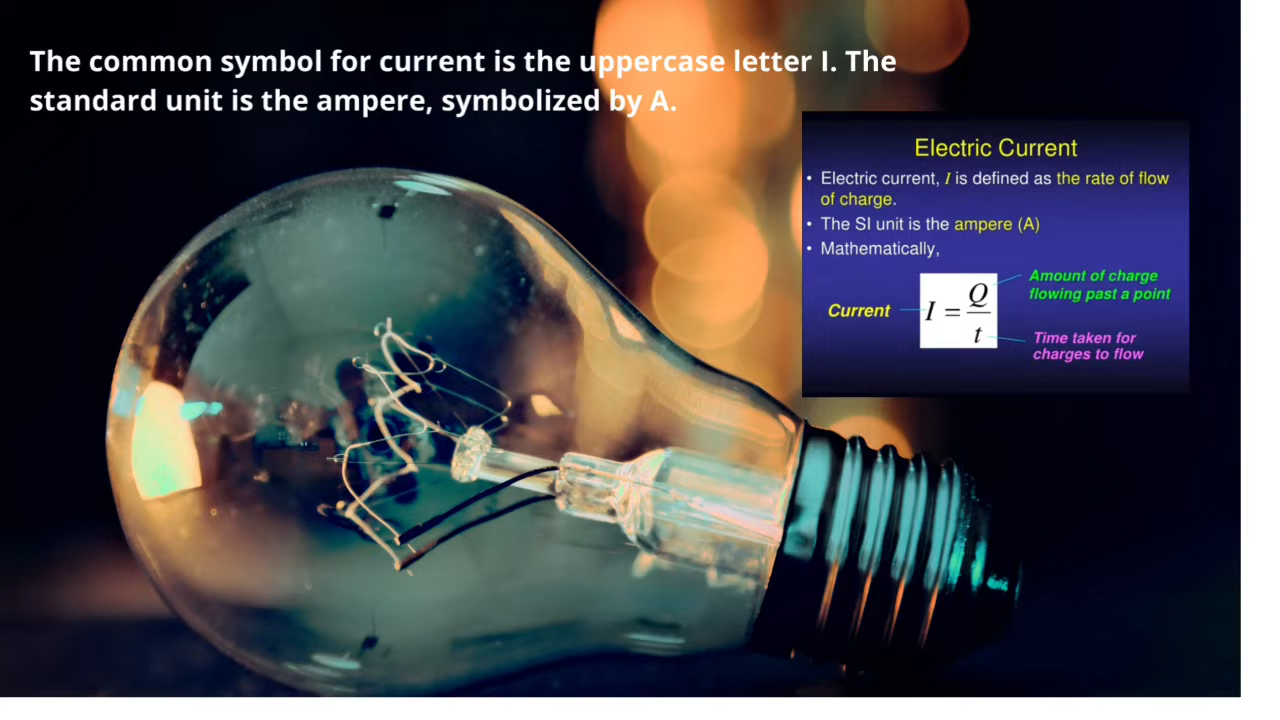 The common symbol for current is the uppercase letter I. The
standard unit is the ampere, symbolized by A.
Electric Current
• Electric current, I is defined as the rate of flow
of charge.
• The SI unit is the ampere (A)
• Mathematically,
Amount of charge
flowing past a point
Current
I = Q/t
Time taken for
charges to flow